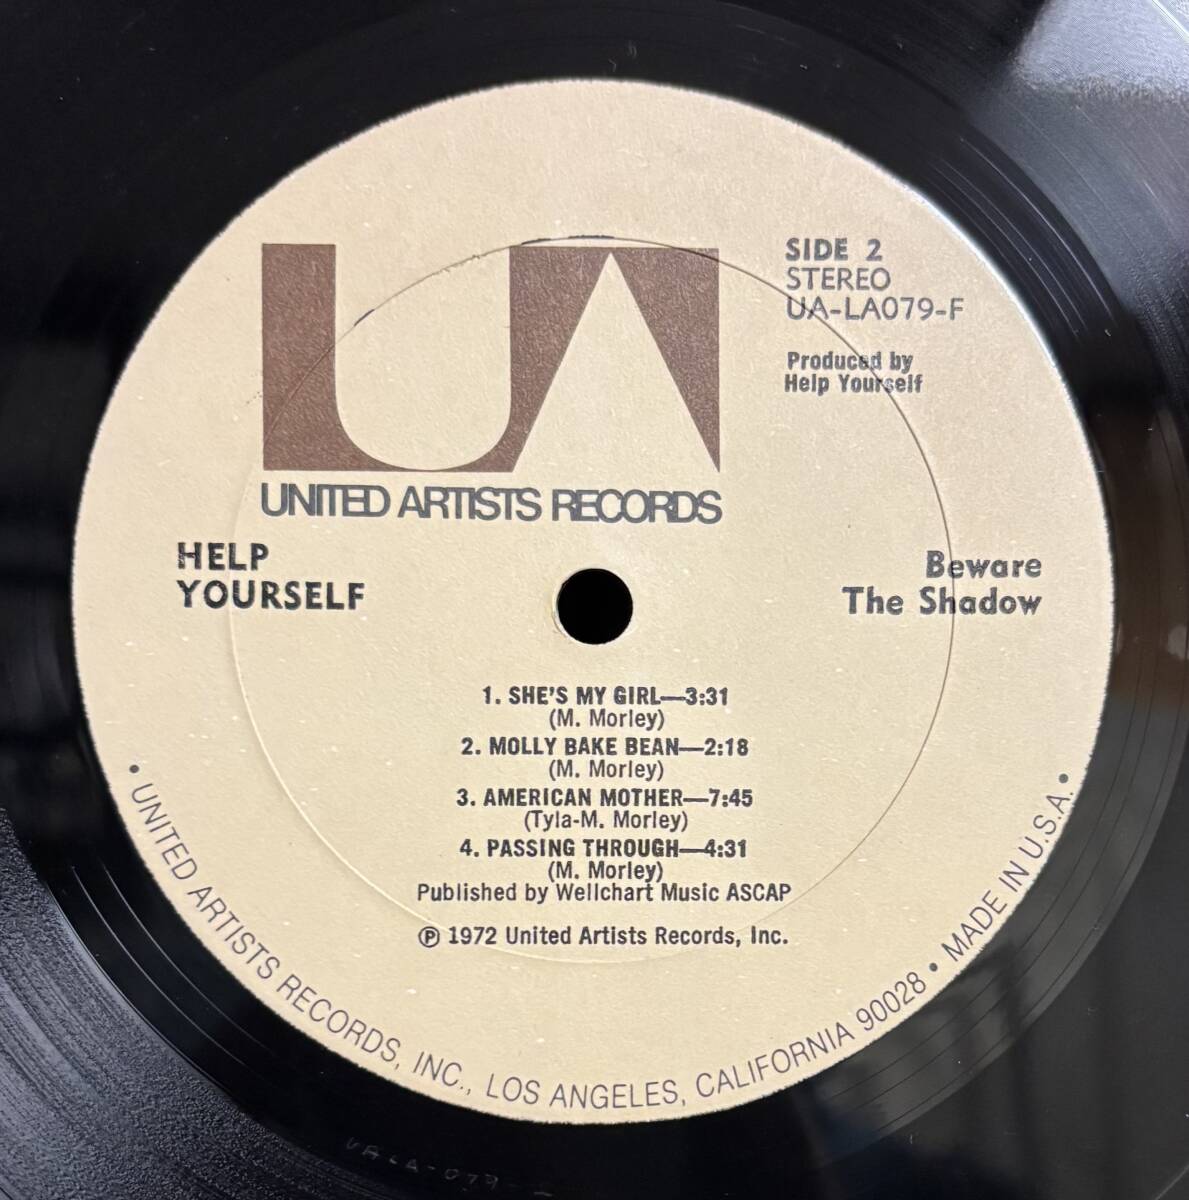 UA
SIDE 2
STEREO
UA-LA079-F
Produced by
Help Yourself
UNITED ARTISTS RECORDS
HELP
YOURSELF
Beware
The Shadow
1. SHE'S MY GIRL—3:31
(M. Morley)
2. MOLLY BAKE BEAN—2:18
(M. Morley)
3. AMERICAN MOTHER—7:45
(Tyla-M. Morley)
4. PASSING THROUGH—4:31
(M. Morley)
Published by Wellchart Music ASCAP
℗ 1972 United Artists Records, Inc.
• UNITED ARTISTS RECORDS, INC., LOS ANGELES, CALIFORNIA 90028 • MADE IN U.S.A. •
UALA-079